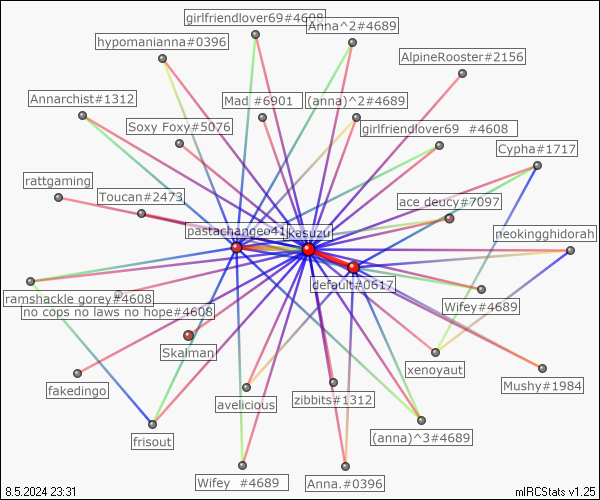 girlfriendlover69#4608
Anna^2#4689
hypomanianna#0396
AlpineRooster#2156
Annarchist#1312
Mad #6901
(anna)^2#4689
Soxy Foxy#5076
girlfriendlover69 #4608
Cypha#1717
rattgaming
Toucan#2473
ace deucy#7097
kasuzu
neokingghidorah
default#0617
ramshackle gorey#4608
no cops no laws no hope#4608
Wifey#4689
Skalman
xenoyaut
fakedingo
Mushy#1984
avelicious
zibbits#1312
frisout
(anna)^3#4689
Wifey #4689
Anna.#0396
8.5.2024 23:31
mIRCStats v1.25